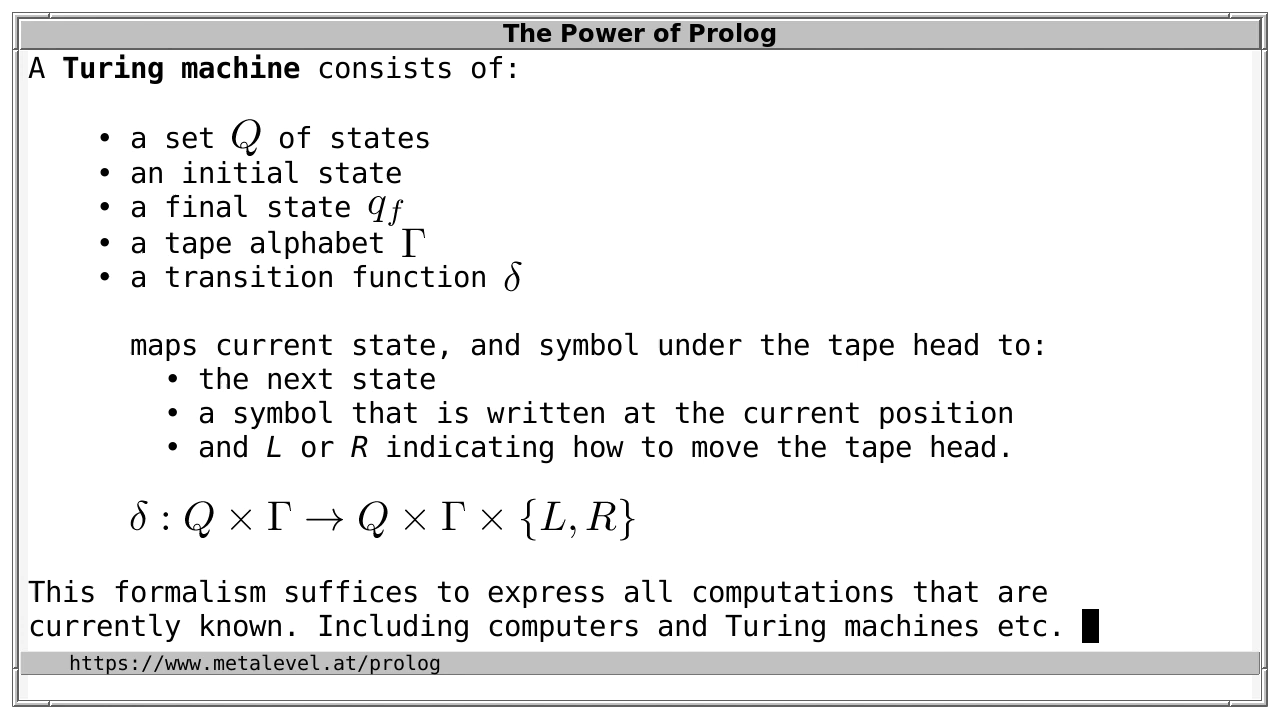 The Power of Prolog
A Turing machine consists of:
• a set Q of states
• an initial state
• a final state q_f
• a tape alphabet Γ
• a transition function δ
maps current state, and symbol under the tape head to:
• the next state
• a symbol that is written at the current position
• and L or R indicating how to move the tape head.
δ : Q × Γ → Q × Γ × {L, R}
This formalism suffices to express all computations that are
currently known. Including computers and Turing machines etc.
https://www.metalevel.at/prolog